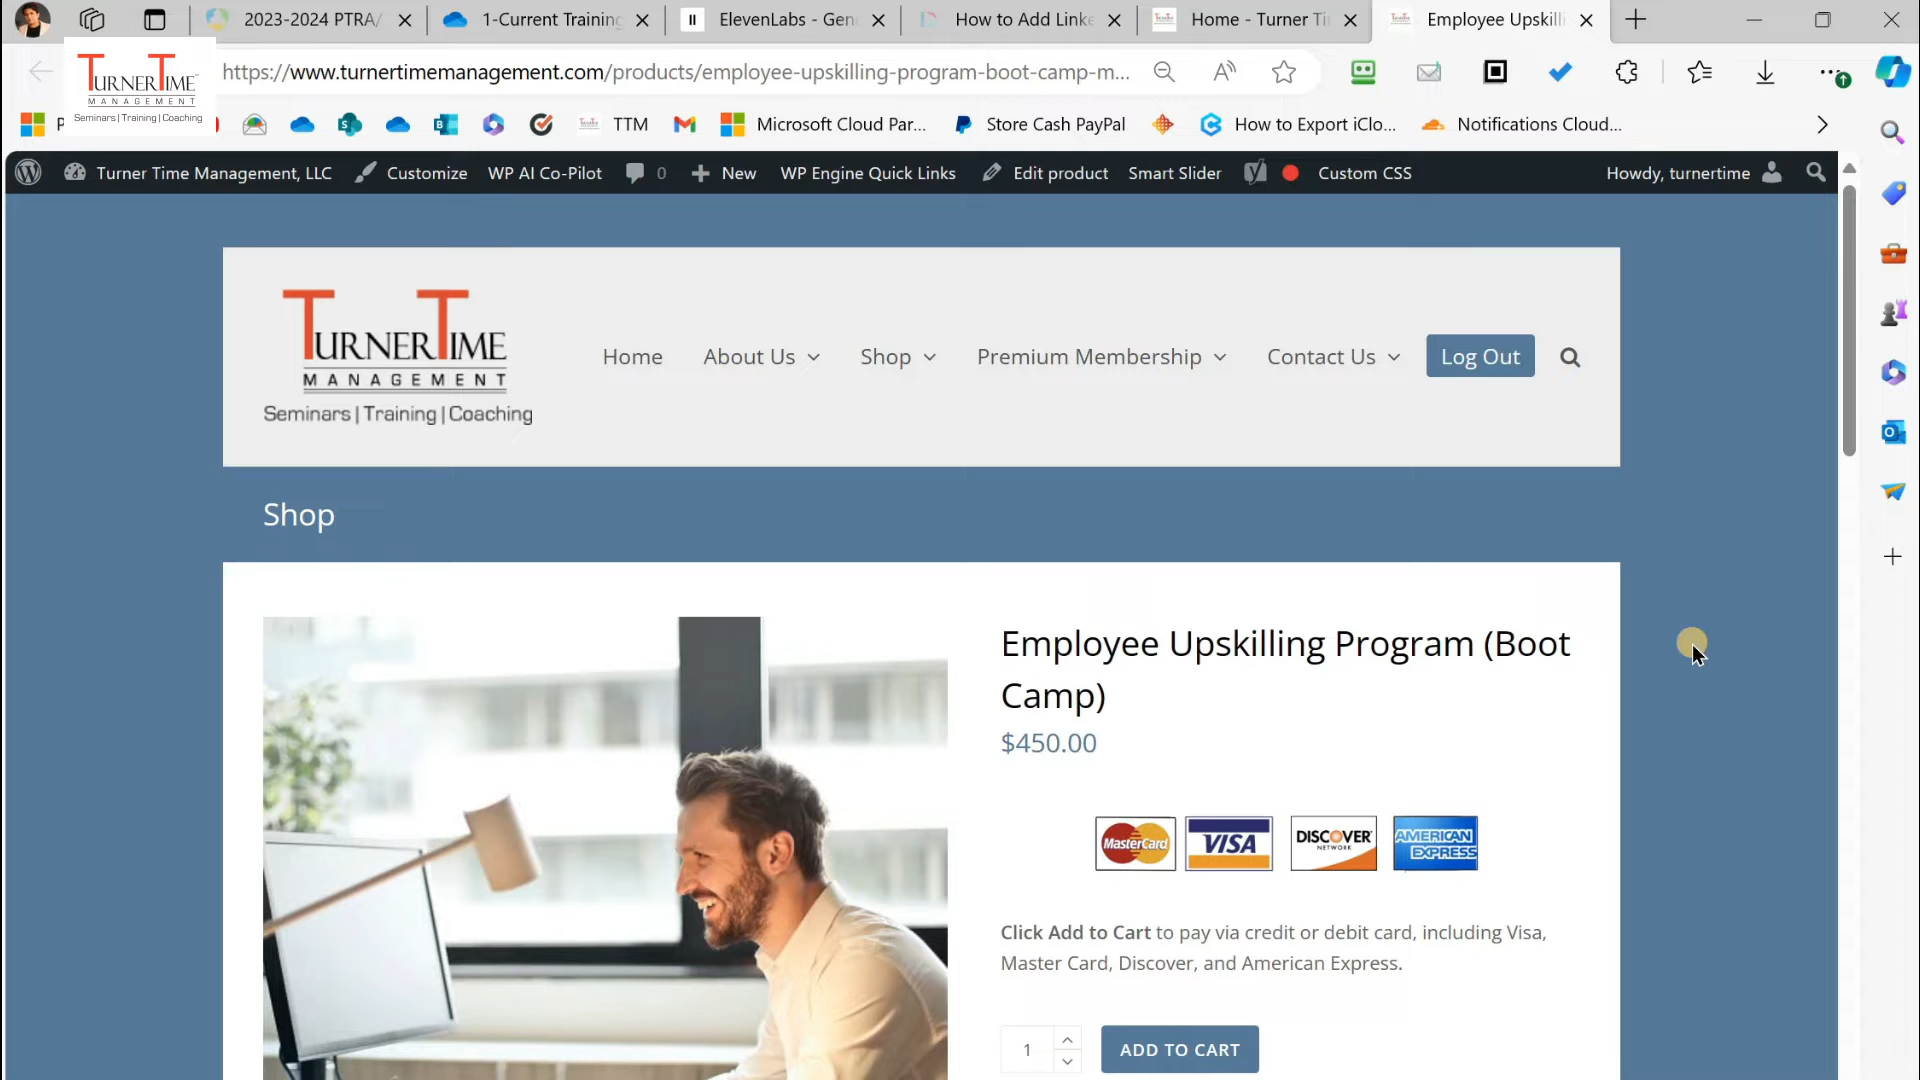 2023-2024 PTRA/
1-Current Training
ElevenLabs - Gen
How to Add Linke
Home - Turner Ti
Employee Upskilli
TURNERTIME
MANAGEMENT
Seminars | Training | Coaching
https://www.turnertimemanagement.com/products/employee-upskilling-program-boot-camp-m...
P
TTM
Microsoft Cloud Par...
Store Cash PayPal
How to Export iClo...
Notifications Cloud...
Turner Time Management, LLC
Customize
WP AI Co-Pilot
0
New
WP Engine Quick Links
Edit product
Smart Slider
Custom CSS
Howdy, turnertime
TURNERTIME
MANAGEMENT
Seminars | Training | Coaching
Home
About Us
Shop
Premium Membership
Contact Us
Log Out
Shop
Employee Upskilling Program (Boot
Camp)
$450.00
MasterCard
VISA
DISCOVER
NETWORK
AMERICAN
EXPRESS
Click Add to Cart to pay via credit or debit card, including Visa,
Master Card, Discover, and American Express.
1
ADD TO CART